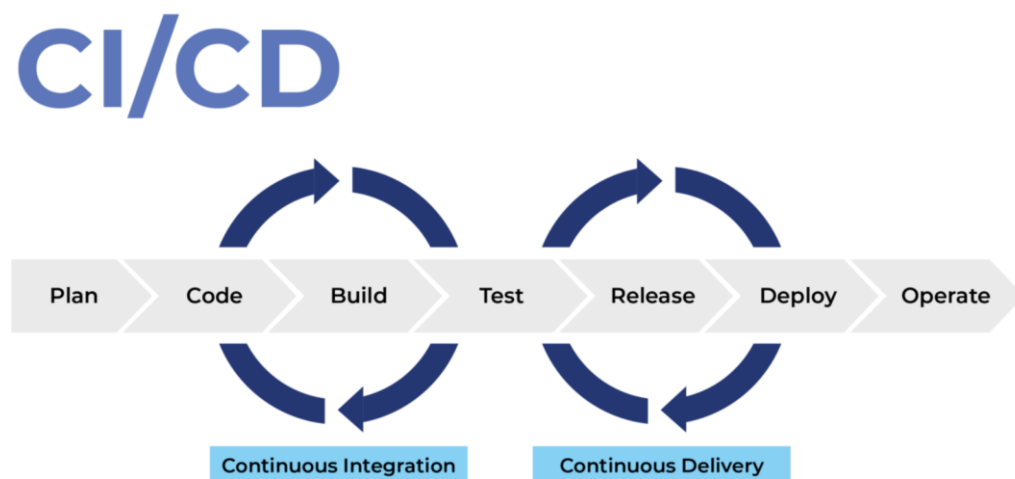 CI/CD
Plan Code Build Test Release Deploy Operate
Continuous Integration Continuous Delivery